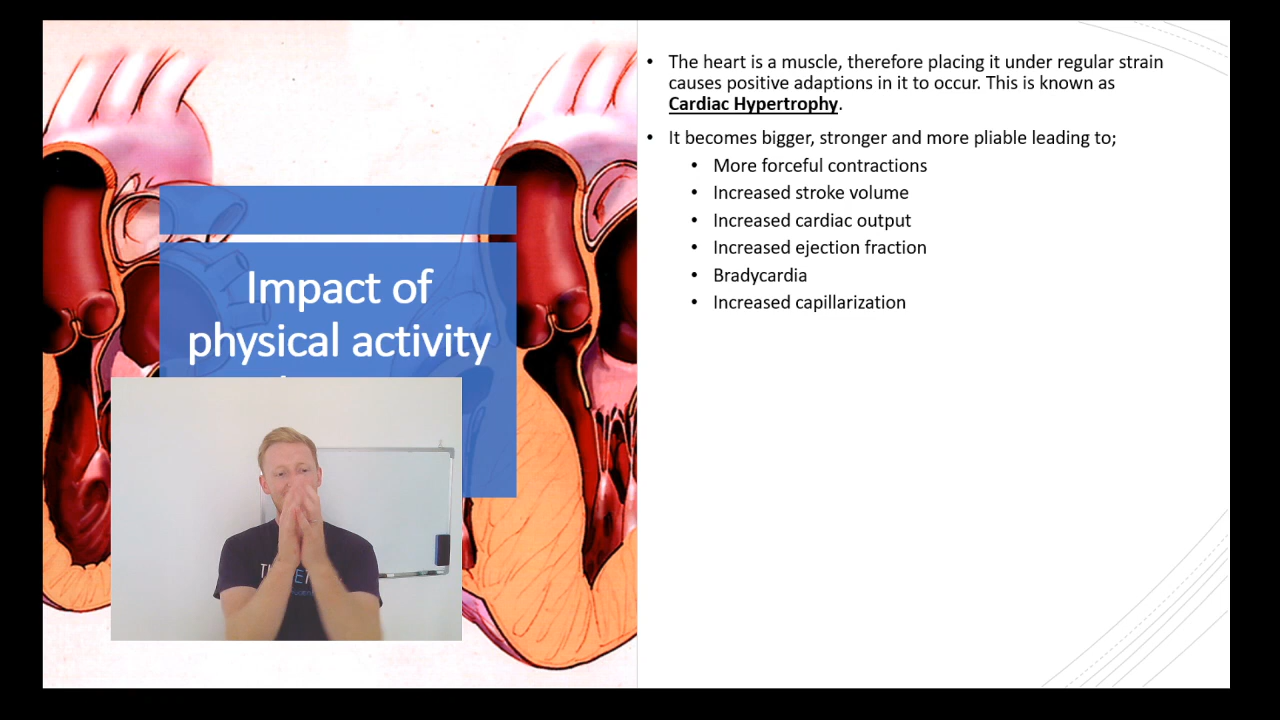 Impact of
physical activity
• The heart is a muscle, therefore placing it under regular strain
causes positive adaptions in it to occur. This is known as
Cardiac Hypertrophy.
• It becomes bigger, stronger and more pliable leading to;
• More forceful contractions
• Increased stroke volume
• Increased cardiac output
• Increased ejection fraction
• Bradycardia
• Increased capillarization